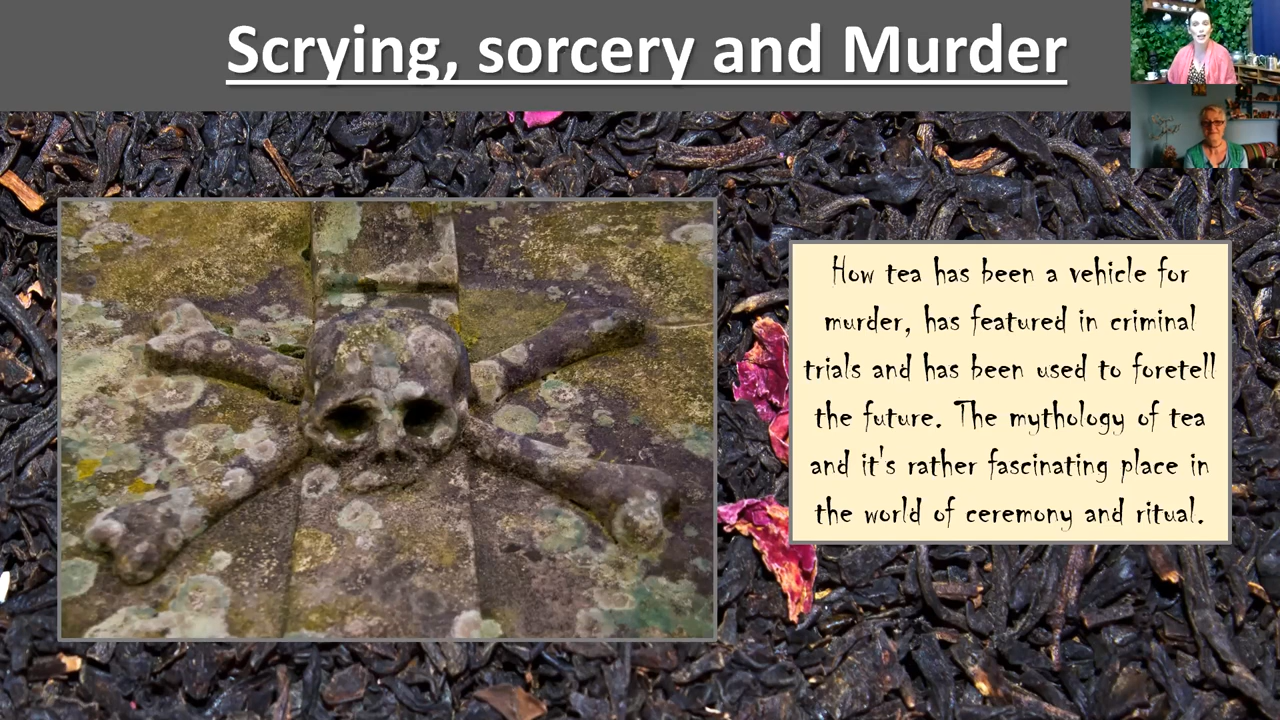 Scrying, sorcery and Murder
How tea has been a vehicle for
murder, has featured in criminal
trials and has been used to foretell
the future. The mythology of tea
and it's rather fascinating place in
the world of ceremony and ritual.